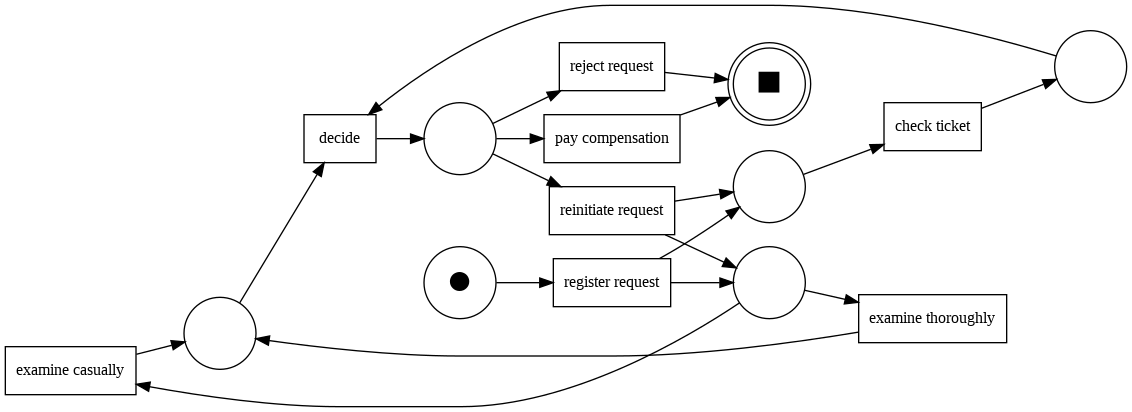 reject request
decide
pay compensation
check ticket
reinitiate request
register request
examine thoroughly
examine casually